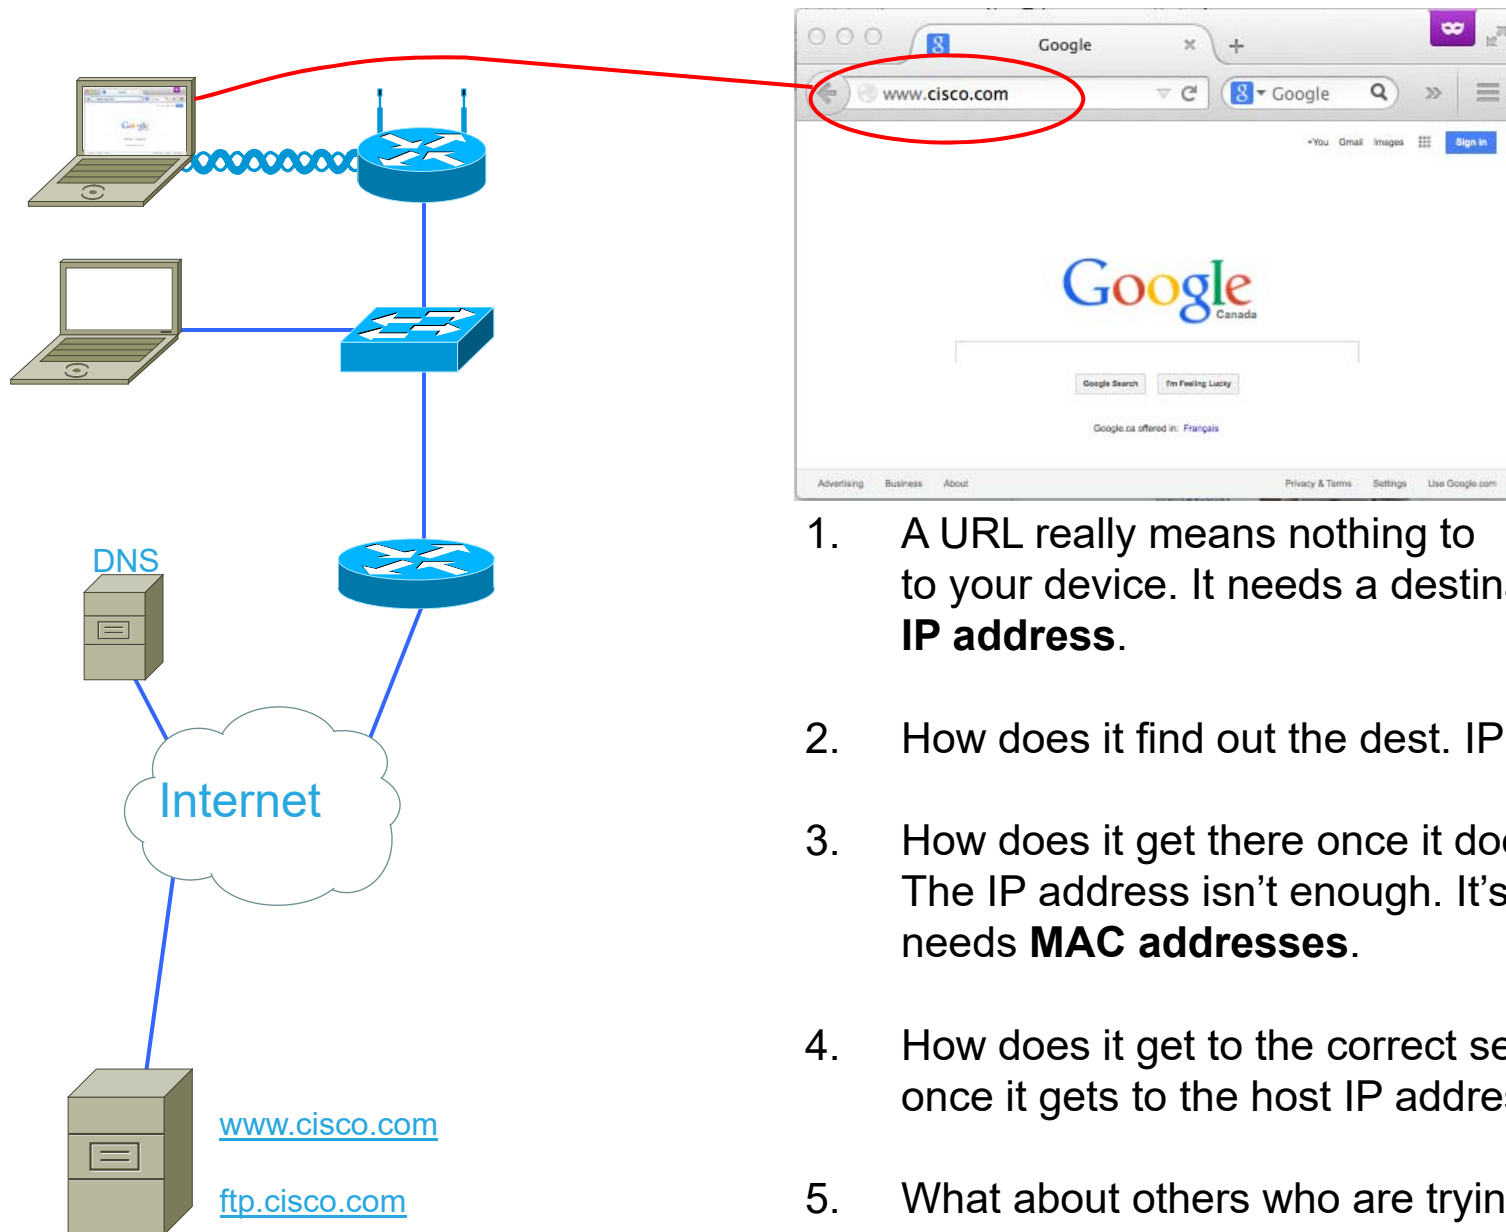 Google
www.cisco.com
Google
+You Gmail Images Sign in
Google
Canada
Google Search I'm Feeling Lucky
Google.ca offered in: Français
Advertising Business About Privacy & Terms Settings Use Google.com
Google
DNS
Internet
www.cisco.com
ftp.cisco.com
1. A URL really means nothing to
to your device. It needs a destina
IP address.
2. How does it find out the dest. IP
3. How does it get there once it doe
The IP address isn’t enough. It’s
needs MAC addresses.
4. How does it get to the correct se
once it gets to the host IP addres
5. What about others who are tryin